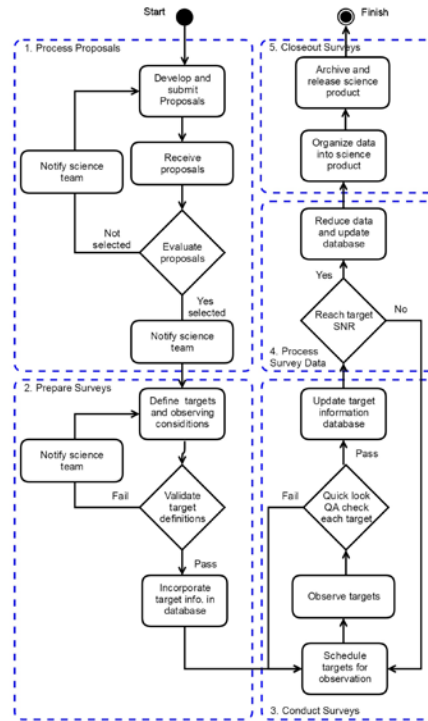 Start
1. Process Proposals
Develop and
submit
Proposals
Notify science
team
Receive
proposals
Not
selected
Evaluate
proposals
Yes
selected
Notify science
team
2. Prepare Surveys
Define targets
and observing
considitions
Notify science
team
Fail
Validate
target
definitions
Pass
Incorporate
target info. in
database
Finish
5. Closeout Surveys
Archive and
release science
product
Organize data
into science
product
Reduce data
and update
database
Yes
No
Reach target
SNR
4. Process
Survey Data
Update target
information
database
Pass
Fail
Quick look
QA check
each target
Observe targets
Schedule
targets for
observation
3. Conduct Surveys